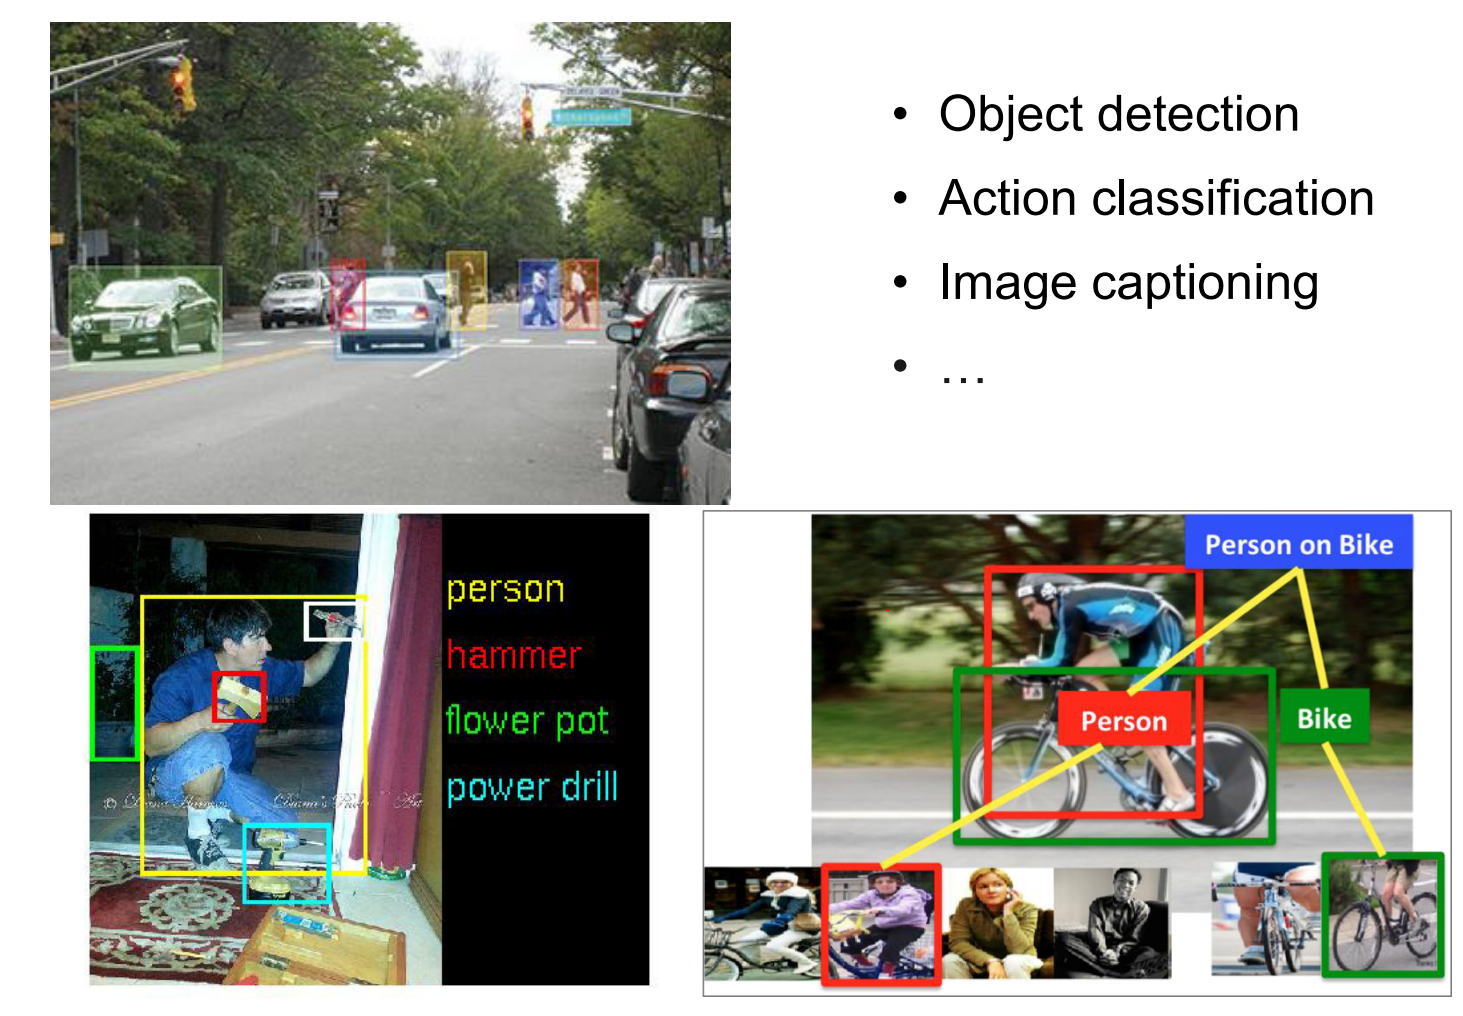 • Object detection
• Action classification
• Image captioning
• …
person
hammer
flower pot
power drill
Person on Bike
Person
Bike